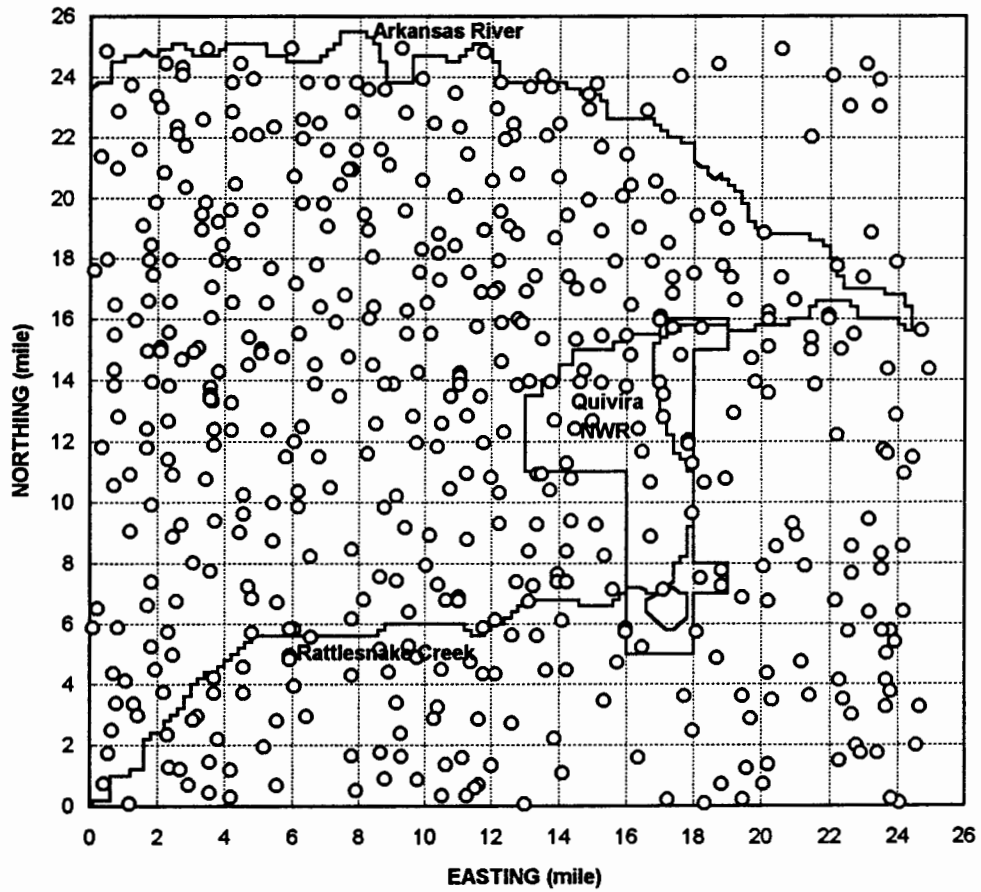 26
24
22
20
18
16
14
12
10
8
6
4
2
0
NORTHING (mile)
Arkansas River
Quivira
NWR
Rattlesnake Creek
0 2 4 6 8 10 12 14 16 18 20 22 24 26
EASTING (mile)